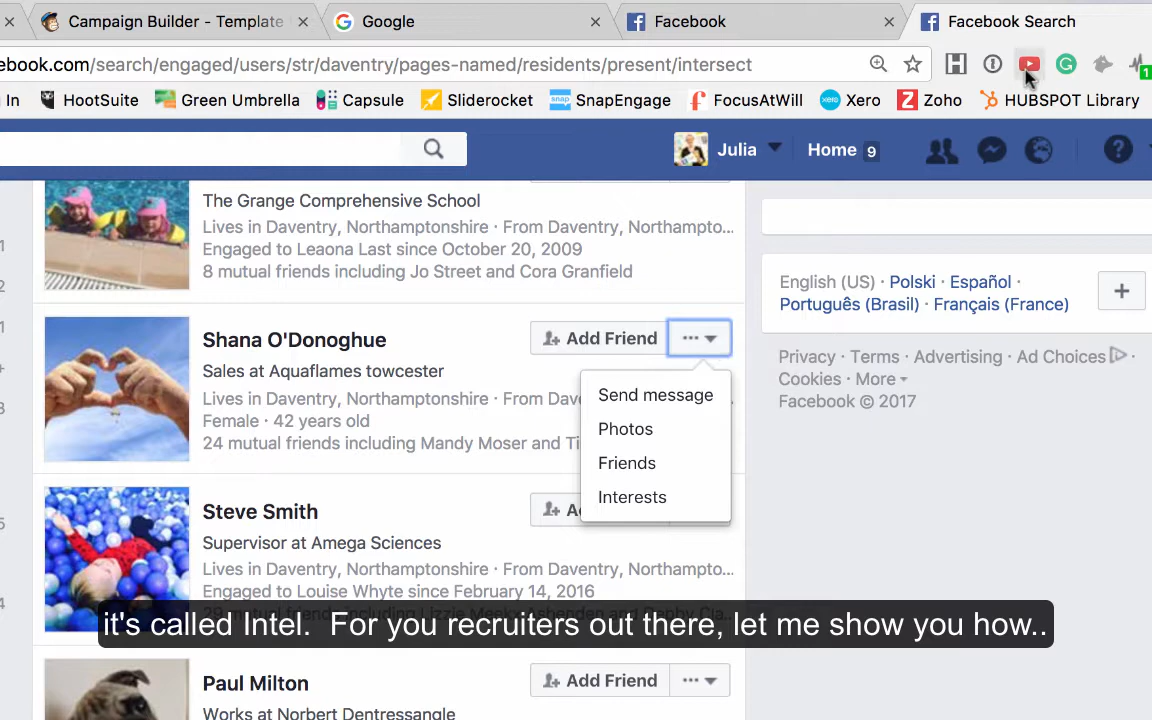 Campaign Builder - Template
Google
Facebook
Facebook Search
ebook.com/search/engaged/users/str/daventry/pages-named/residents/present/intersect
1
In
HootSuite
Green Umbrella
Capsule
Sliderocket
snap
SnapEngage
FocusAtWill
xero
Xero
Zoho
HUBSPOT Library
Julia
Home 9
The Grange Comprehensive School
Lives in Daventry, Northamptonshire · From Daventry, Northampto...
Engaged to Leaona Last since October 20, 2009
8 mutual friends including Jo Street and Cora Granfield
Shana O'Donoghue
Add Friend
Sales at Aquaflames towcester
Lives in Daventry, Northamptonshire · From Dav
Female · 42 years old
24 mutual friends including Mandy Moser and Ti
Send message
Photos
Friends
Interests
Steve Smith
Supervisor at Amega Sciences
Lives in Daventry, Northamptonshire · From Daventry, Northampto...
Engaged to Louise Whyte since February 14, 2016
it's called Intel. For you recruiters out there, let me show you how..
Paul Milton
Add Friend
Works at Norbert Dentressangle
English (US) · Polski · Español ·
Português (Brasil) · Français (France)
Privacy · Terms · Advertising · Ad Choices
Cookies · More
Facebook © 2017